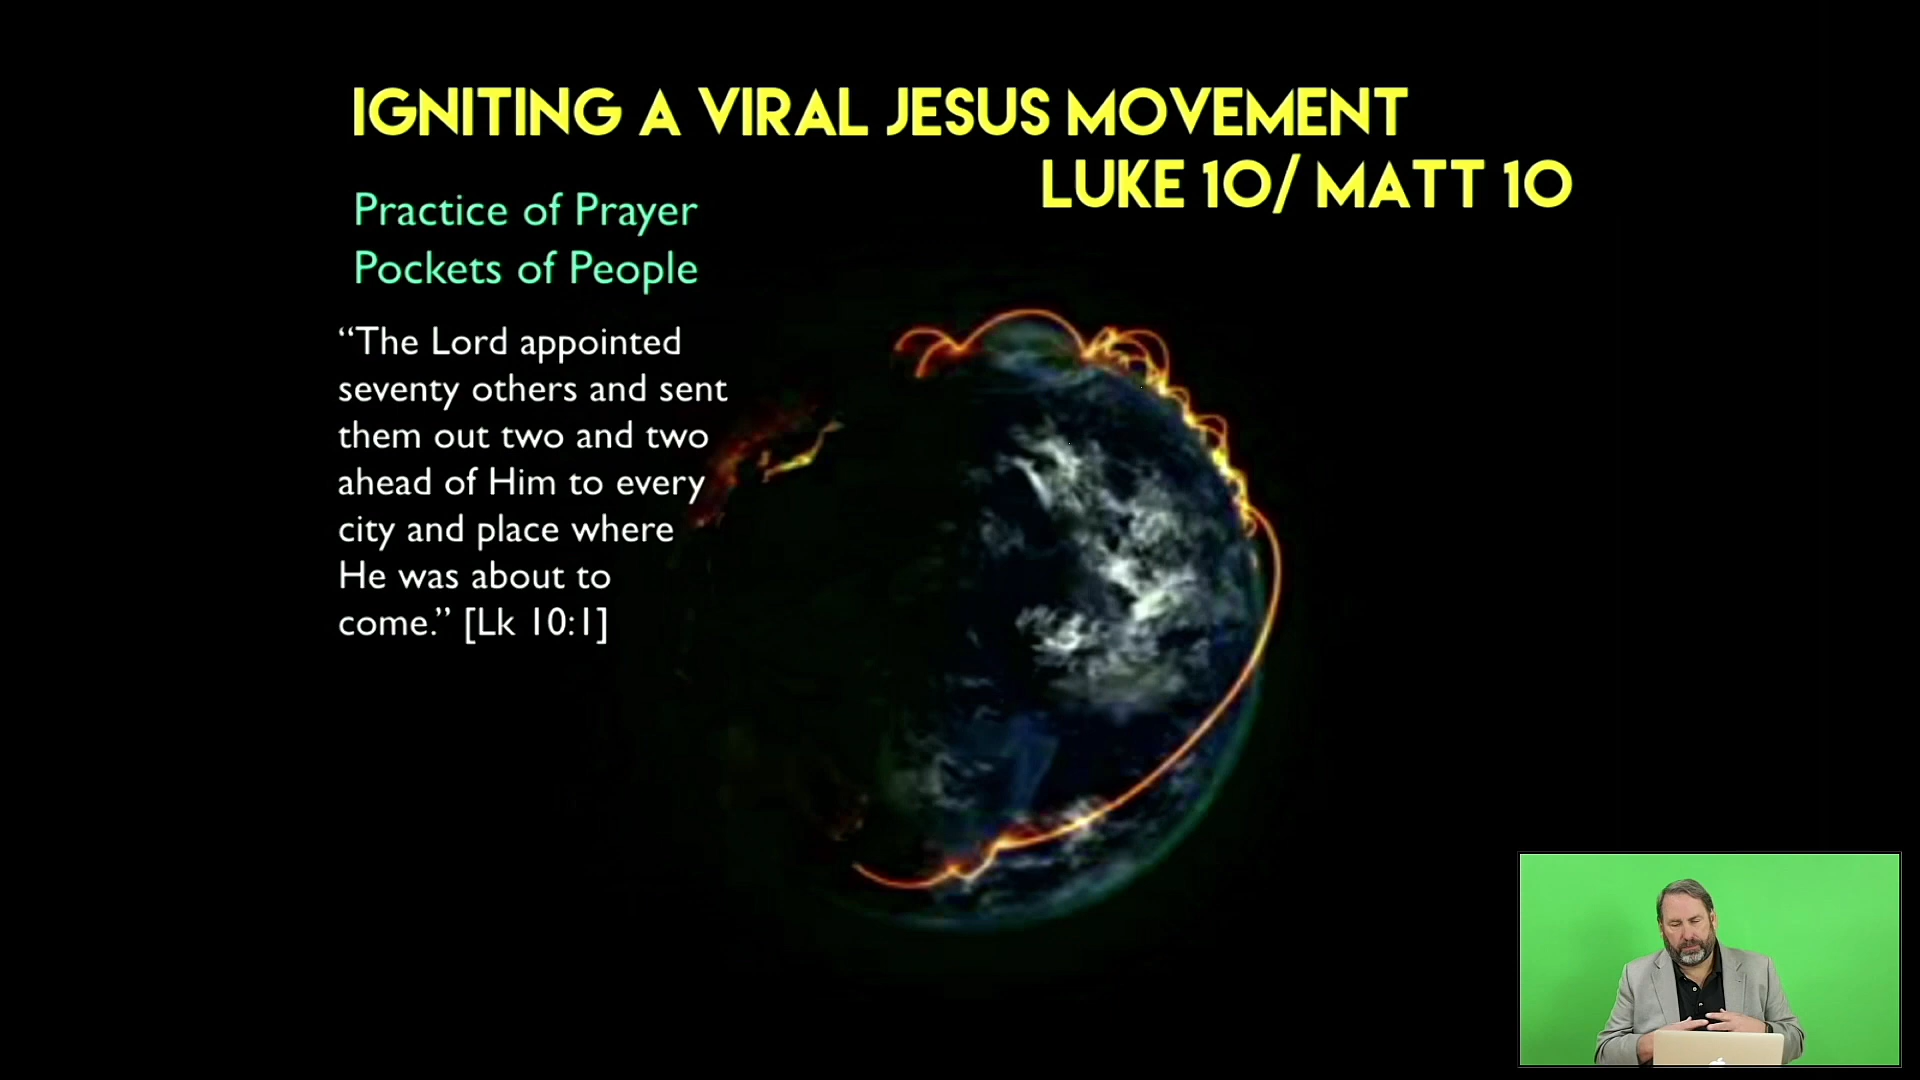 IGNITING A VIRAL JESUS MOVEMENT
LUKE 10/ MATT 10
Practice of Prayer
Pockets of People
“The Lord appointed
seventy others and sent
them out two and two
ahead of Him to every
city and place where
He was about to
come.” [Lk 10:1]